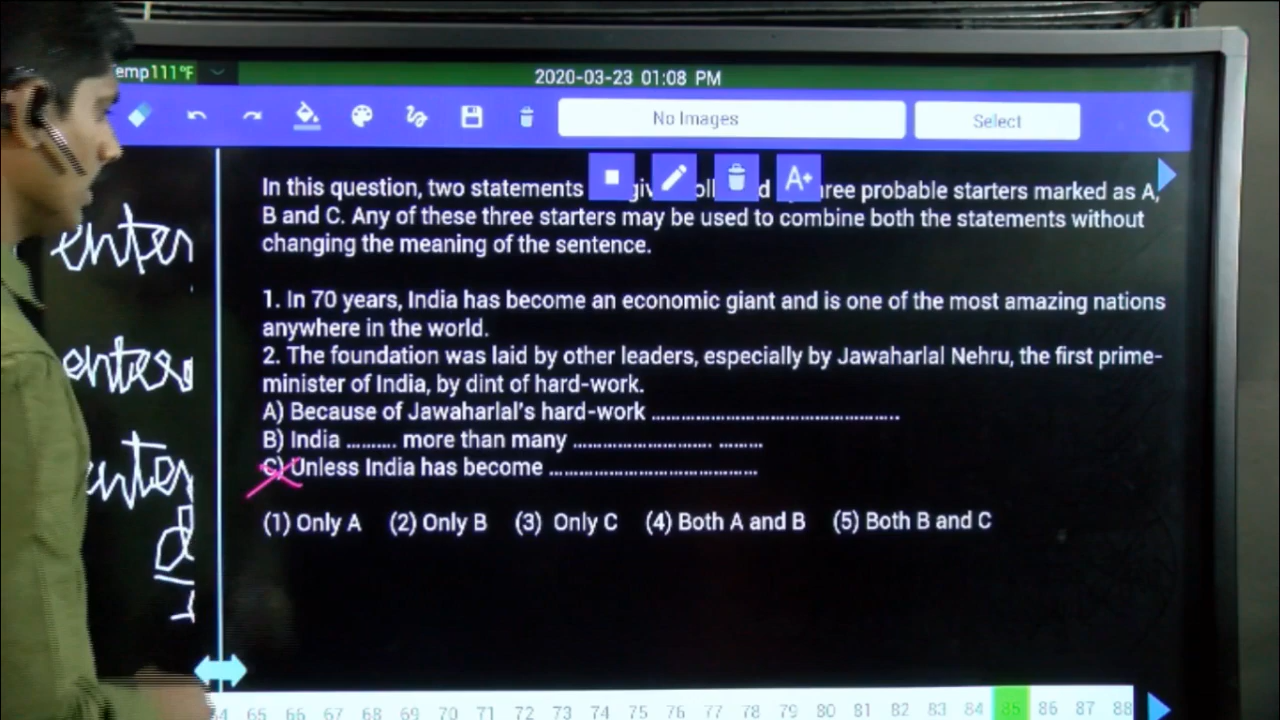 emp111°F
2020-03-23 01:08 PM
No Images
Select
A+
In this question, two statements hree probable starters marked as A,
B and C. Any of these three starters may be used to combine both the statements without
changing the meaning of the sentence.
1. In 70 years, India has become an economic giant and is one of the most amazing nations
anywhere in the world.
2. The foundation was laid by other leaders, especially by Jawaharlal Nehru, the first prime-
minister of India, by dint of hard-work.
A) Because of Jawaharlal's hard-work ................................................
B) India .......... more than many ........................... .........
C) Unless India has become ........................................
(1) Only A (2) Only B (3) Only C (4) Both A and B (5) Both B and C
enter
enters
enter
64 65 66 67 68 69 70 71 72 73 74 75 76 77 78 79 80 81 82 83 84 85 86 87 88